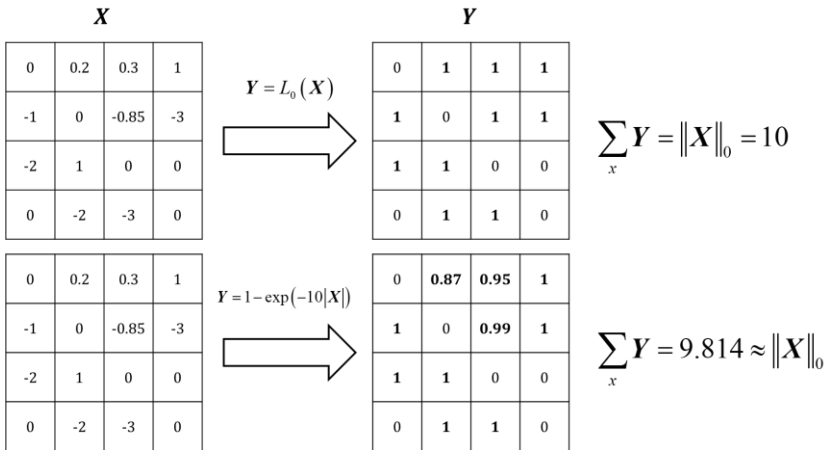 X Y
0 0.2 0.3 1
-1 0 -0.85 -3
-2 1 0 0
0 -2 -3 0
Y = L₀(X)
0 1 1 1
1 0 1 1
1 1 0 0
0 1 1 0
∑ₓ Y = ‖X‖₀ = 10
0 0.2 0.3 1
-1 0 -0.85 -3
-2 1 0 0
0 -2 -3 0
Y = 1 − exp(−10|X|)
0 0.87 0.95 1
1 0 0.99 1
1 1 0 0
0 1 1 0
∑ₓ Y = 9.814 ≈ ‖X‖₀